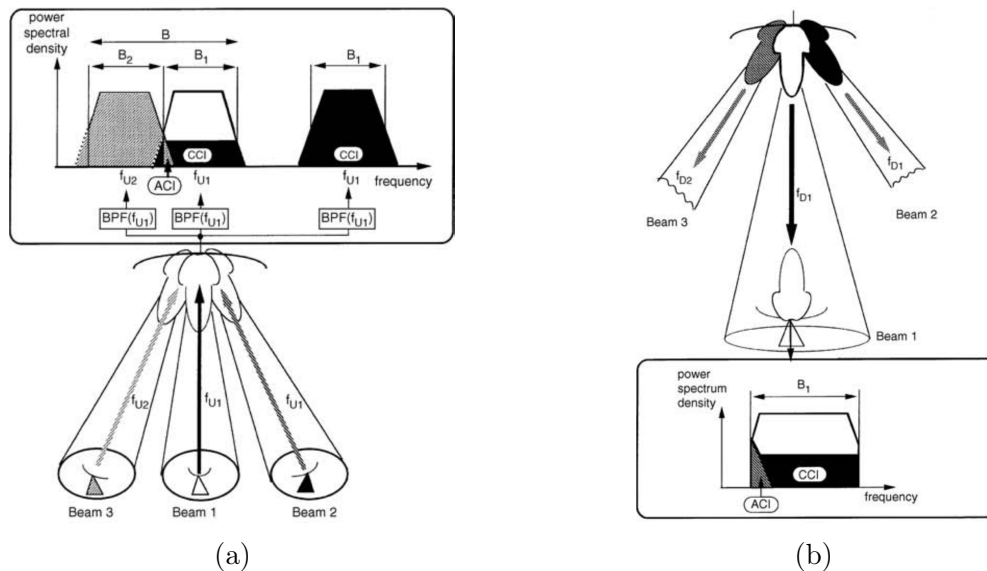 power
spectral
density
B
B2
B1
B1
CCI
CCI
fU2
ACI
fU1
fU1
frequency
BPF(fU1)
BPF(fU1)
BPF(fU1)
fU2
fU1
fU1
Beam 3
Beam 1
Beam 2
(a)
fD2
fD1
fD1
Beam 3
Beam 2
Beam 1
power
spectrum
density
B1
CCI
frequency
ACI
(b)